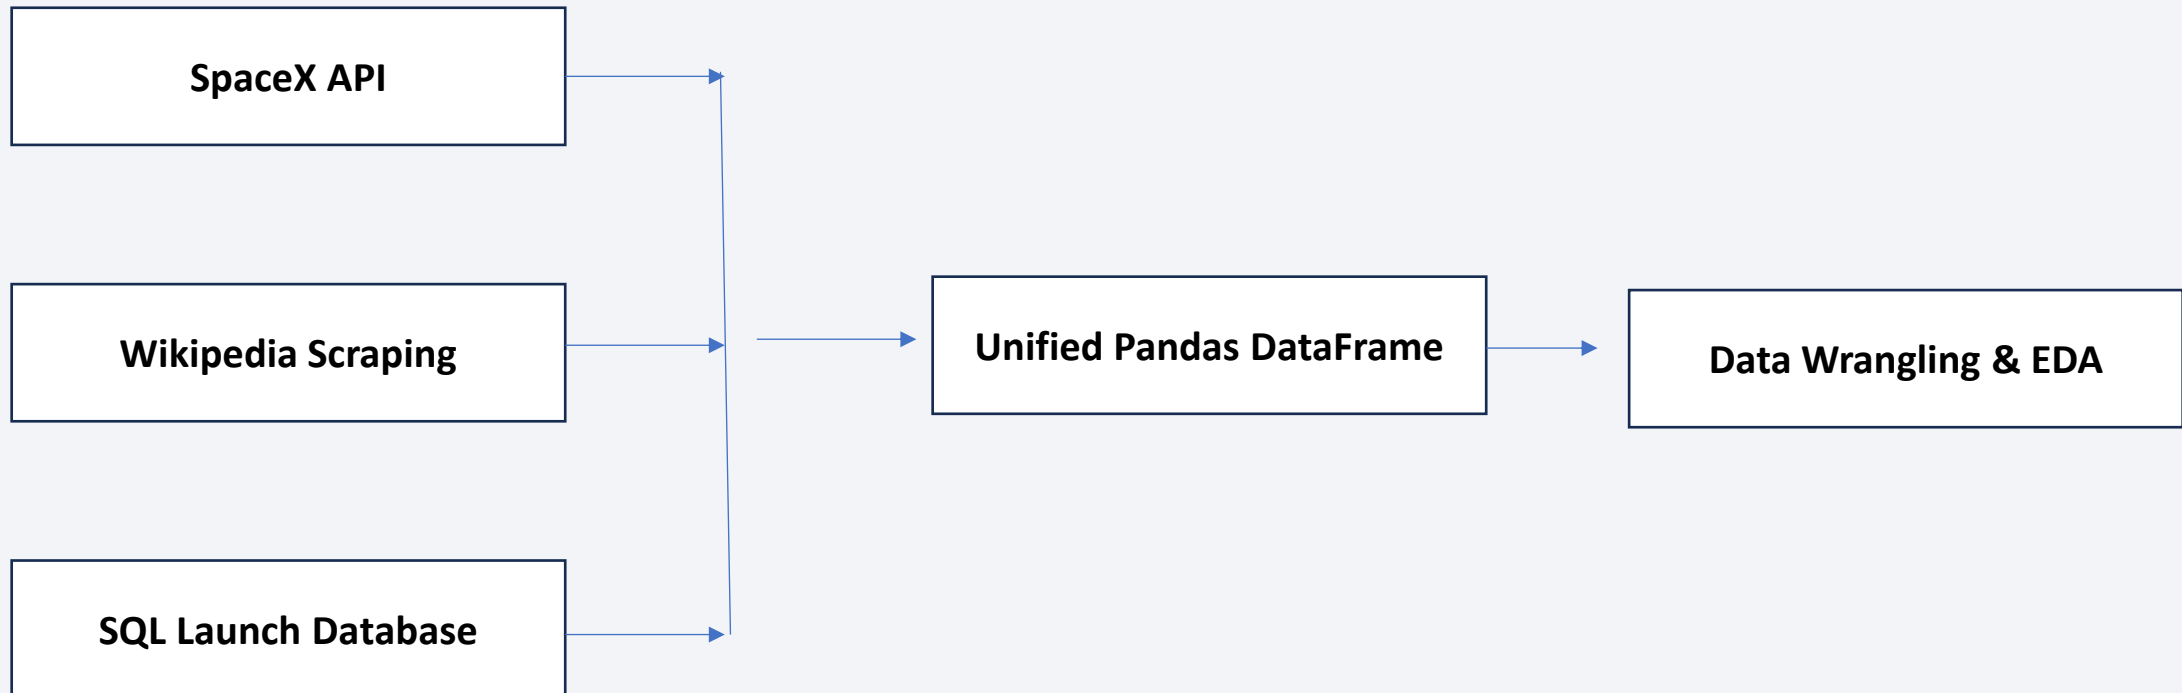 SpaceX API
Wikipedia Scraping
Unified Pandas DataFrame
Data Wrangling & EDA
SQL Launch Database